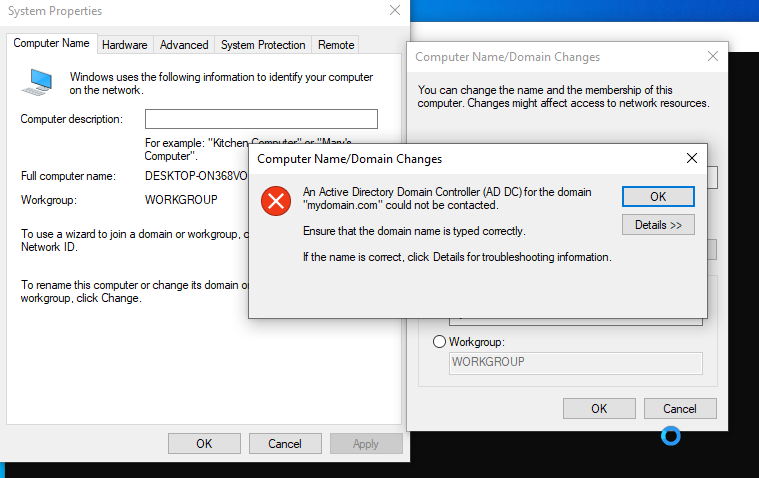 System Properties
Computer Name
Hardware
Advanced
System Protection
Remote
Windows uses the following information to identify your computer
on the network.
Computer description:
For example: "Kitchen Computer" or "Mary's
Computer".
Full computer name:
DESKTOP-ON368VO
Workgroup:
WORKGROUP
To use a wizard to join a domain or workgroup, c
Network ID.
To rename this computer or change its domain or
workgroup, click Change.
OK
Cancel
Apply
Computer Name/Domain Changes
You can change the name and the membership of this
computer. Changes might affect access to network resources.
Computer Name/Domain Changes
An Active Directory Domain Controller (AD DC) for the domain
"mydomain.com" could not be contacted.
Ensure that the domain name is typed correctly.
If the name is correct, click Details for troubleshooting information.
OK
Details >>
Workgroup:
WORKGROUP
OK
Cancel